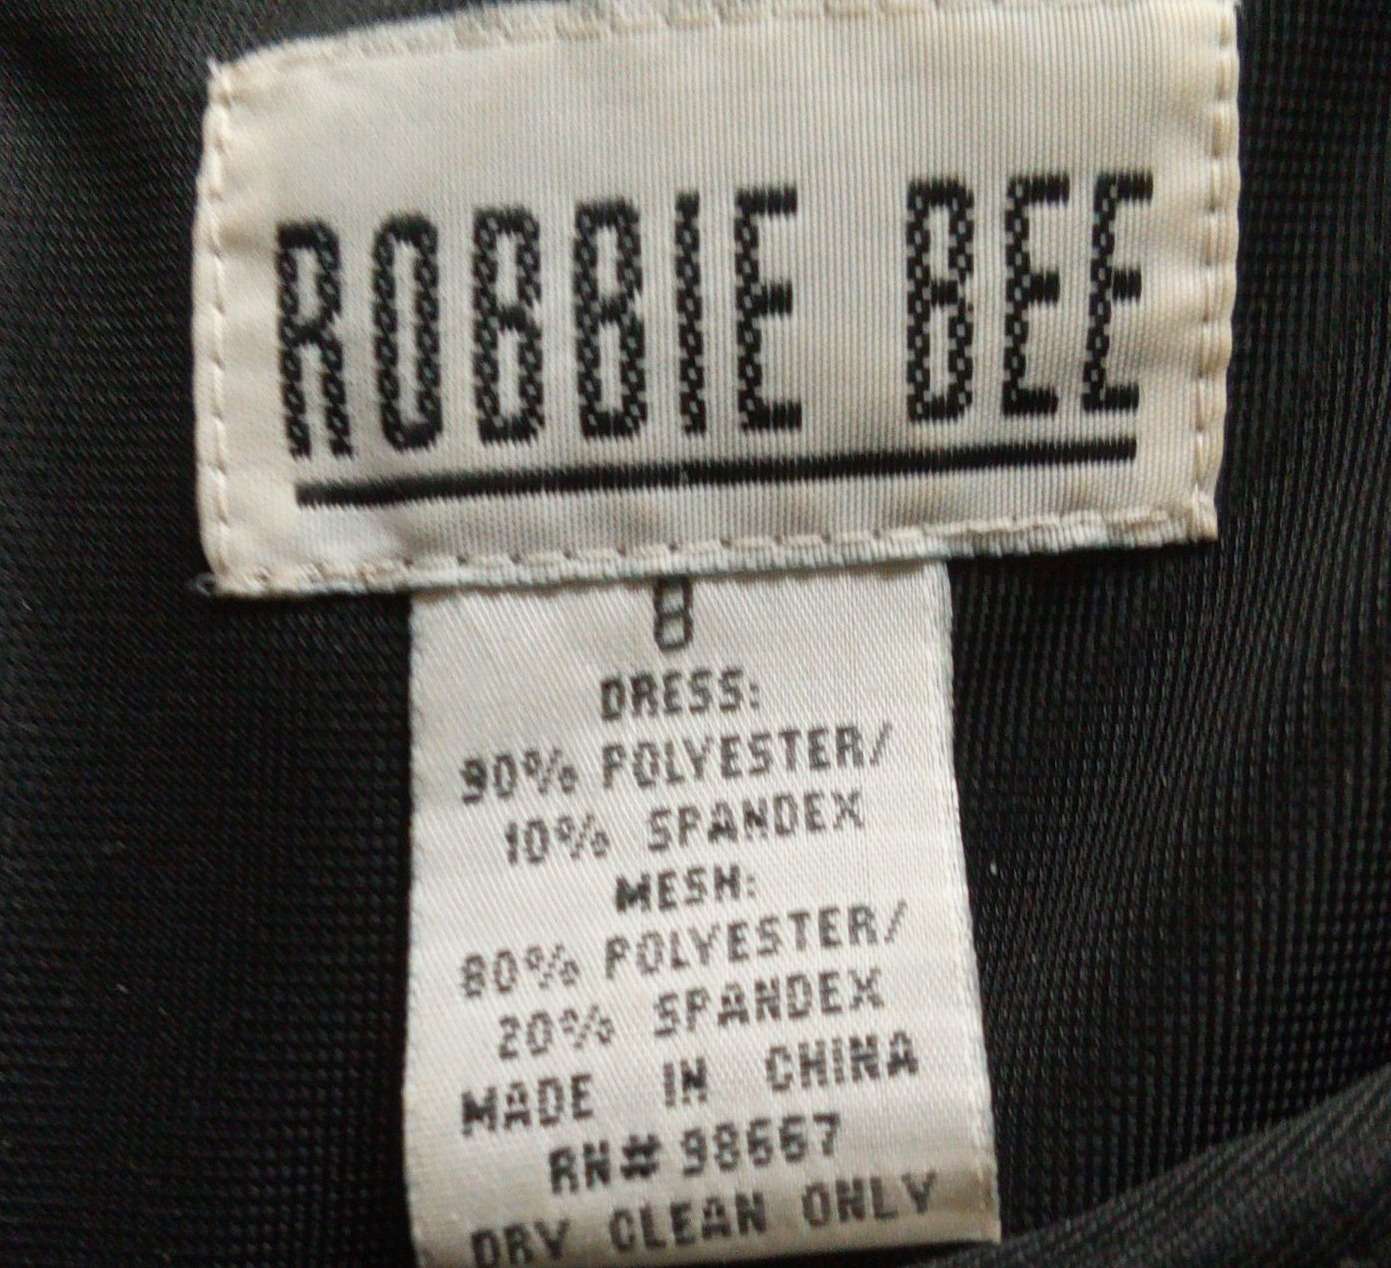 ROBBIE BEE
8
DRESS:
90% POLYESTER/
10% SPANDEX
MESH:
80% POLYESTER/
20% SPANDEX
MADE IN CHINA
RN# 98667
DRY CLEAN ONLY